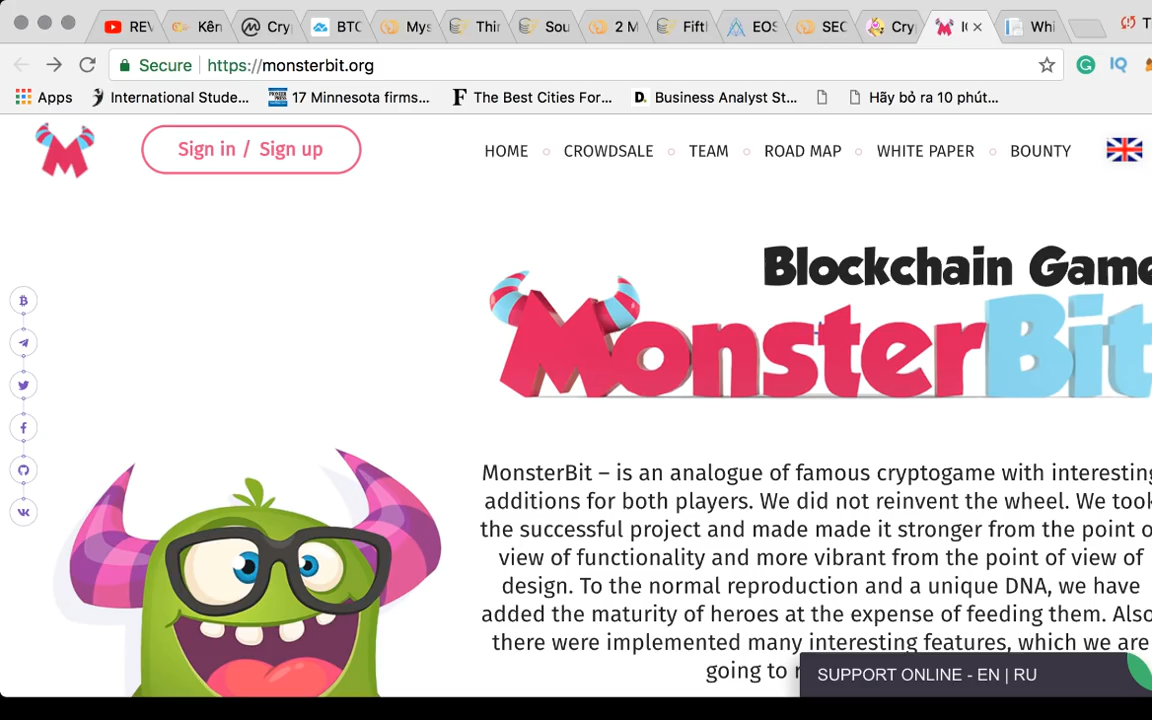 REV
Kên
Cry
BTC
Mys
Thir
Sou
2 M
Fift
EOS
SEC
Cry
IC
Whi
T
Secure
https://monsterbit.org
IQ
Apps
International Stude...
17 Minnesota firms...
F The Best Cities For...
D. Business Analyst St...
Hãy bỏ ra 10 phút...
Sign in / Sign up
HOME
CROWDSALE
TEAM
ROAD MAP
WHITE PAPER
BOUNTY
Blockchain Game
MonsterBit
MonsterBit – is an analogue of famous cryptogame with interesting
additions for both players. We did not reinvent the wheel. We took
the successful project and made made it stronger from the point o
view of functionality and more vibrant from the point of view of
design. To the normal reproduction and a unique DNA, we have
added the maturity of heroes at the expense of feeding them. Also
there were implemented many interesting features, which we are
going to r
SUPPORT ONLINE - EN | RU